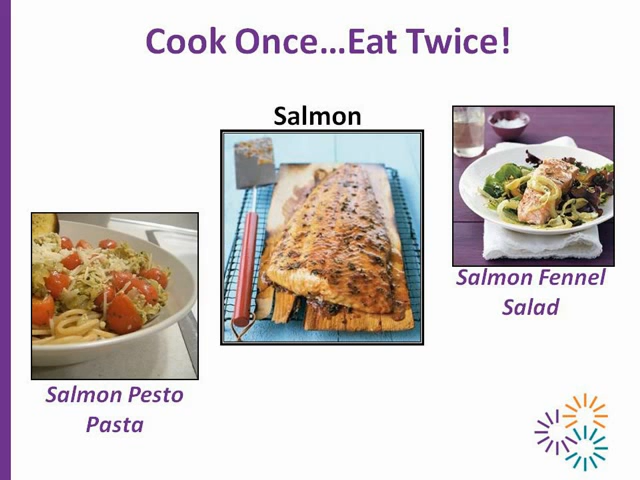 Cook Once...Eat Twice!
Salmon
Salmon Fennel
Salad
Salmon Pesto
Pasta